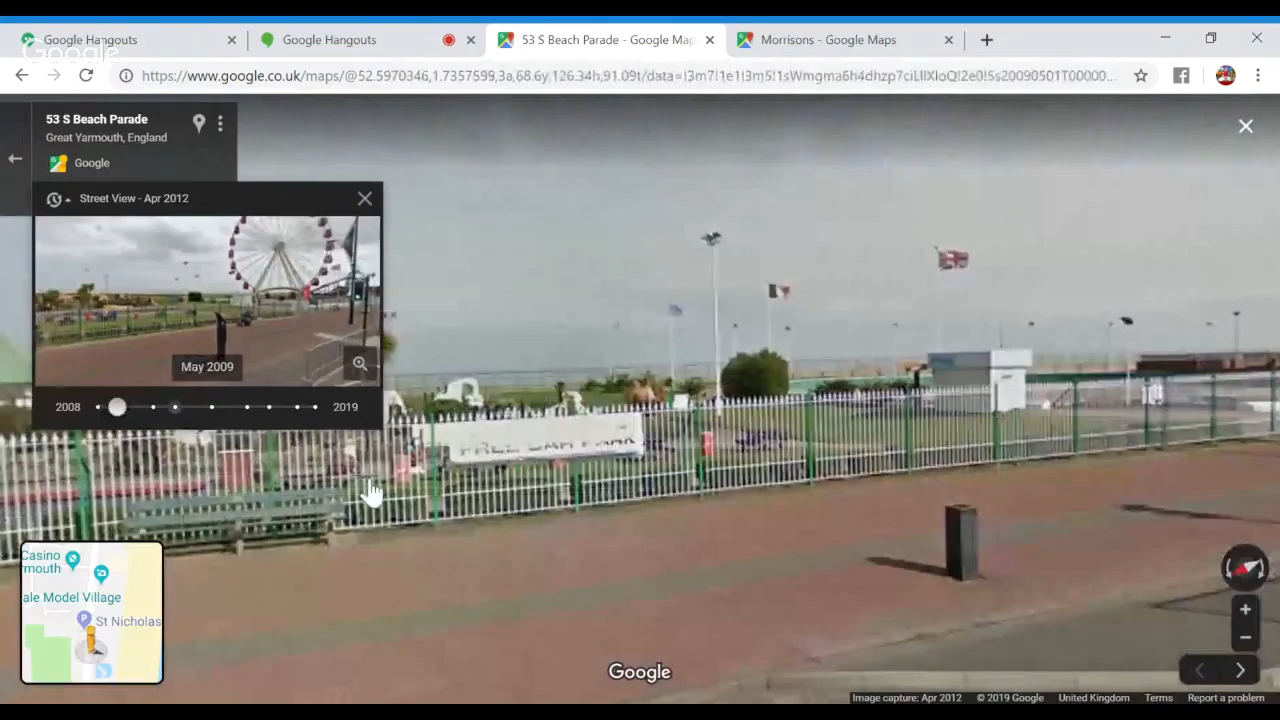 Google Hangouts
Google Hangouts
53 S Beach Parade - Google Map
Morrisons - Google Maps
Google
https://www.google.co.uk/maps/@52.5970346,1.7357599,3a,68.6y,126.34h,91.09t/data=!3m7!1e1!3m5!1sWmgma6h4dhzp7ciLIlXloQ!2e0!5s20090501T00000...
53 S Beach Parade
Great Yarmouth, England
Google
Street View - Apr 2012
May 2009
2008
2019
FREE CAR PARK
Casino
rmouth
ale Model Village
P
St Nicholas
Google
Image capture: Apr 2012 © 2019 Google United Kingdom Terms Report a problem